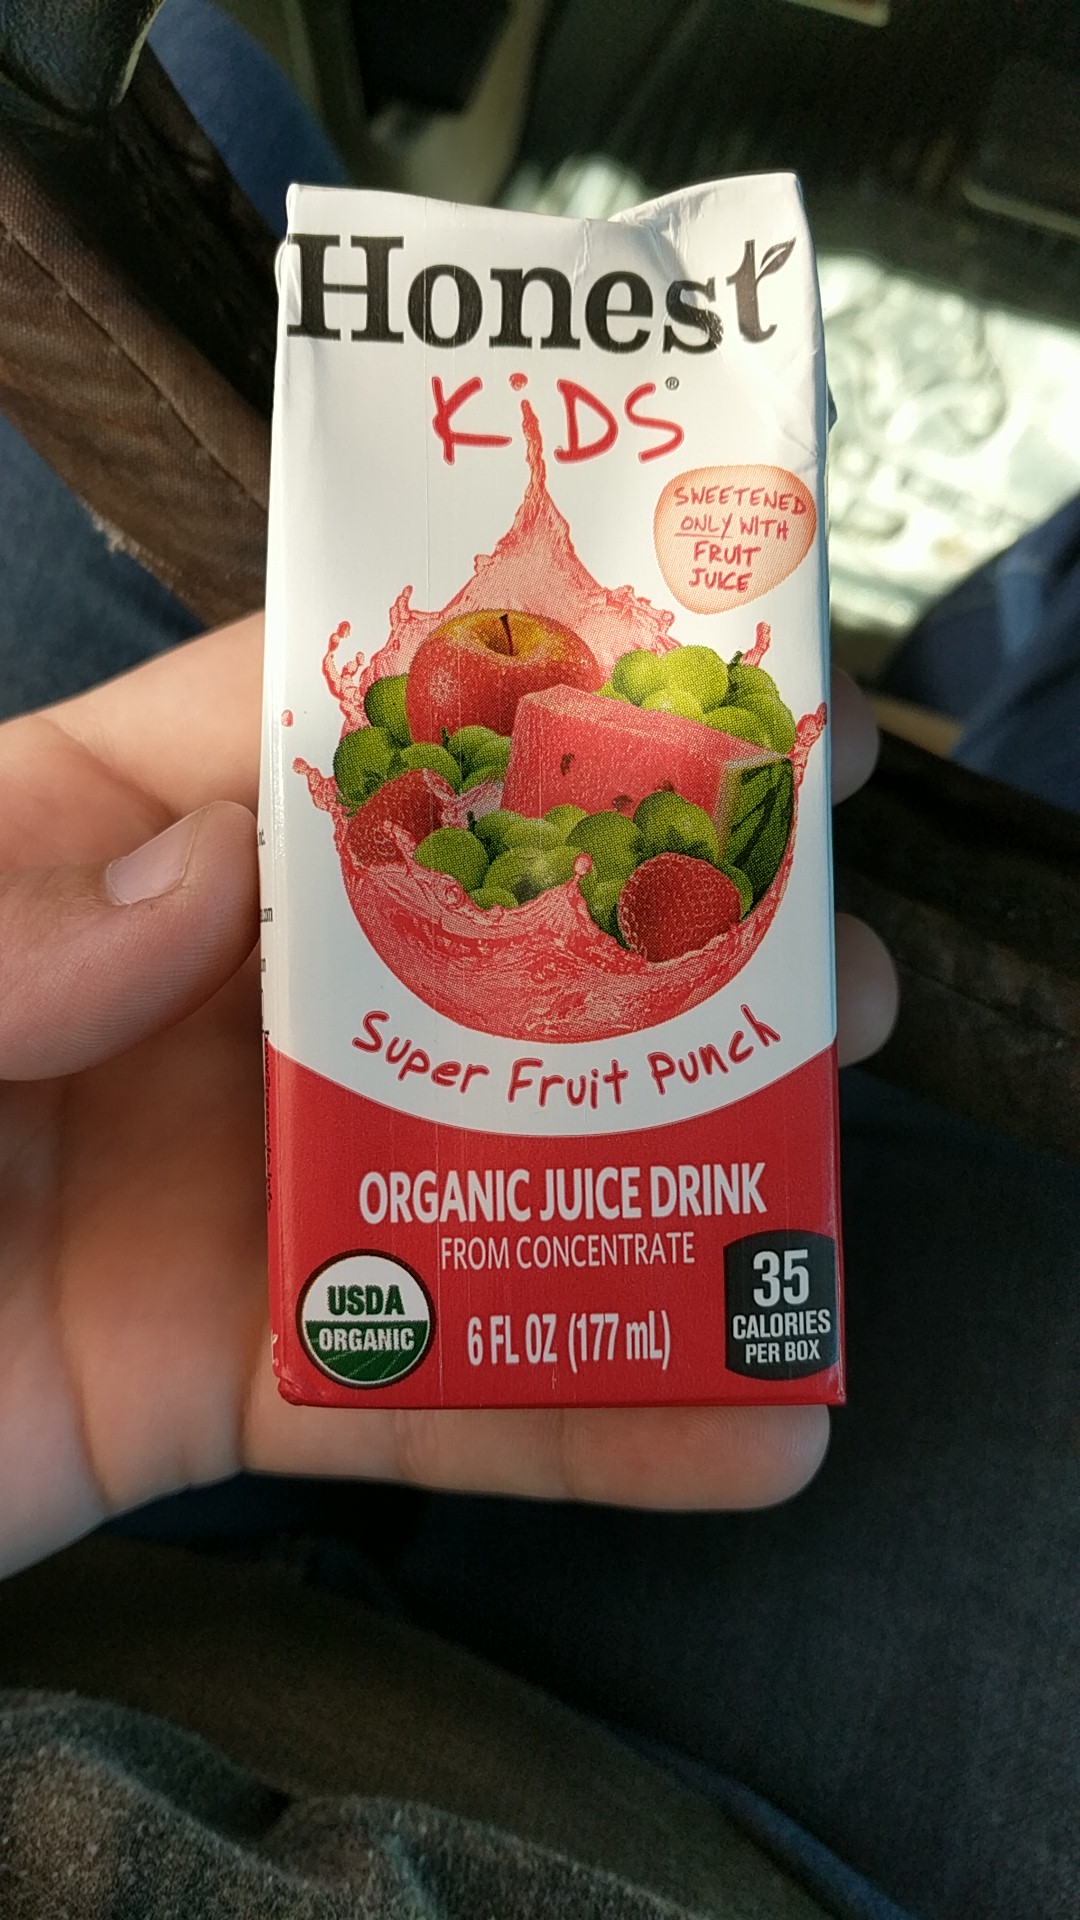 Honest
KiDS®
SWEETENED
ONLY WITH
FRUIT
JUICE
Super Fruit Punch
ORGANIC JUICE DRINK
FROM CONCENTRATE
USDA
ORGANIC
6 FL OZ (177 mL)
35
CALORIES
PER BOX